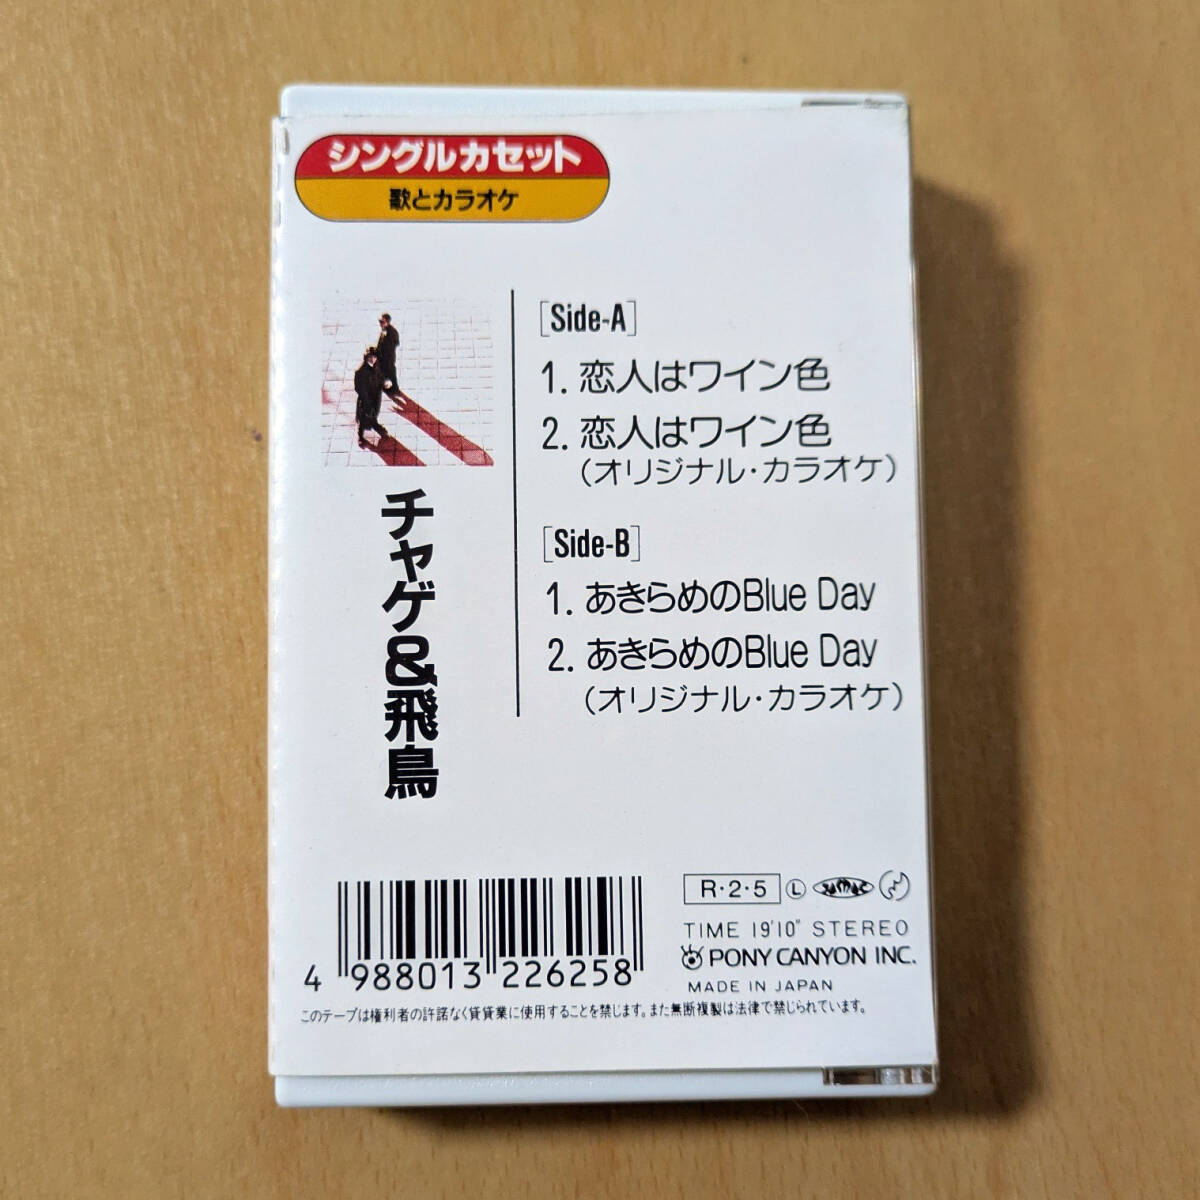 シングルカセット
歌とカラオケ
チャゲ&飛鳥
[Side-A]
1. 恋人はワイン色
2. 恋人はワイン色
(オリジナル・カラオケ)
[Side-B]
1. あきらめのBlue Day
2. あきらめのBlue Day
(オリジナル・カラオケ)
4 988013 226258
R・2・5 Ⓛ
TIME 19'10" STEREO
PONY CANYON INC.
MADE IN JAPAN
このテープは権利者の許諾なく賃貸業に使用することを禁じます。また無断複製は法律で禁じられています。